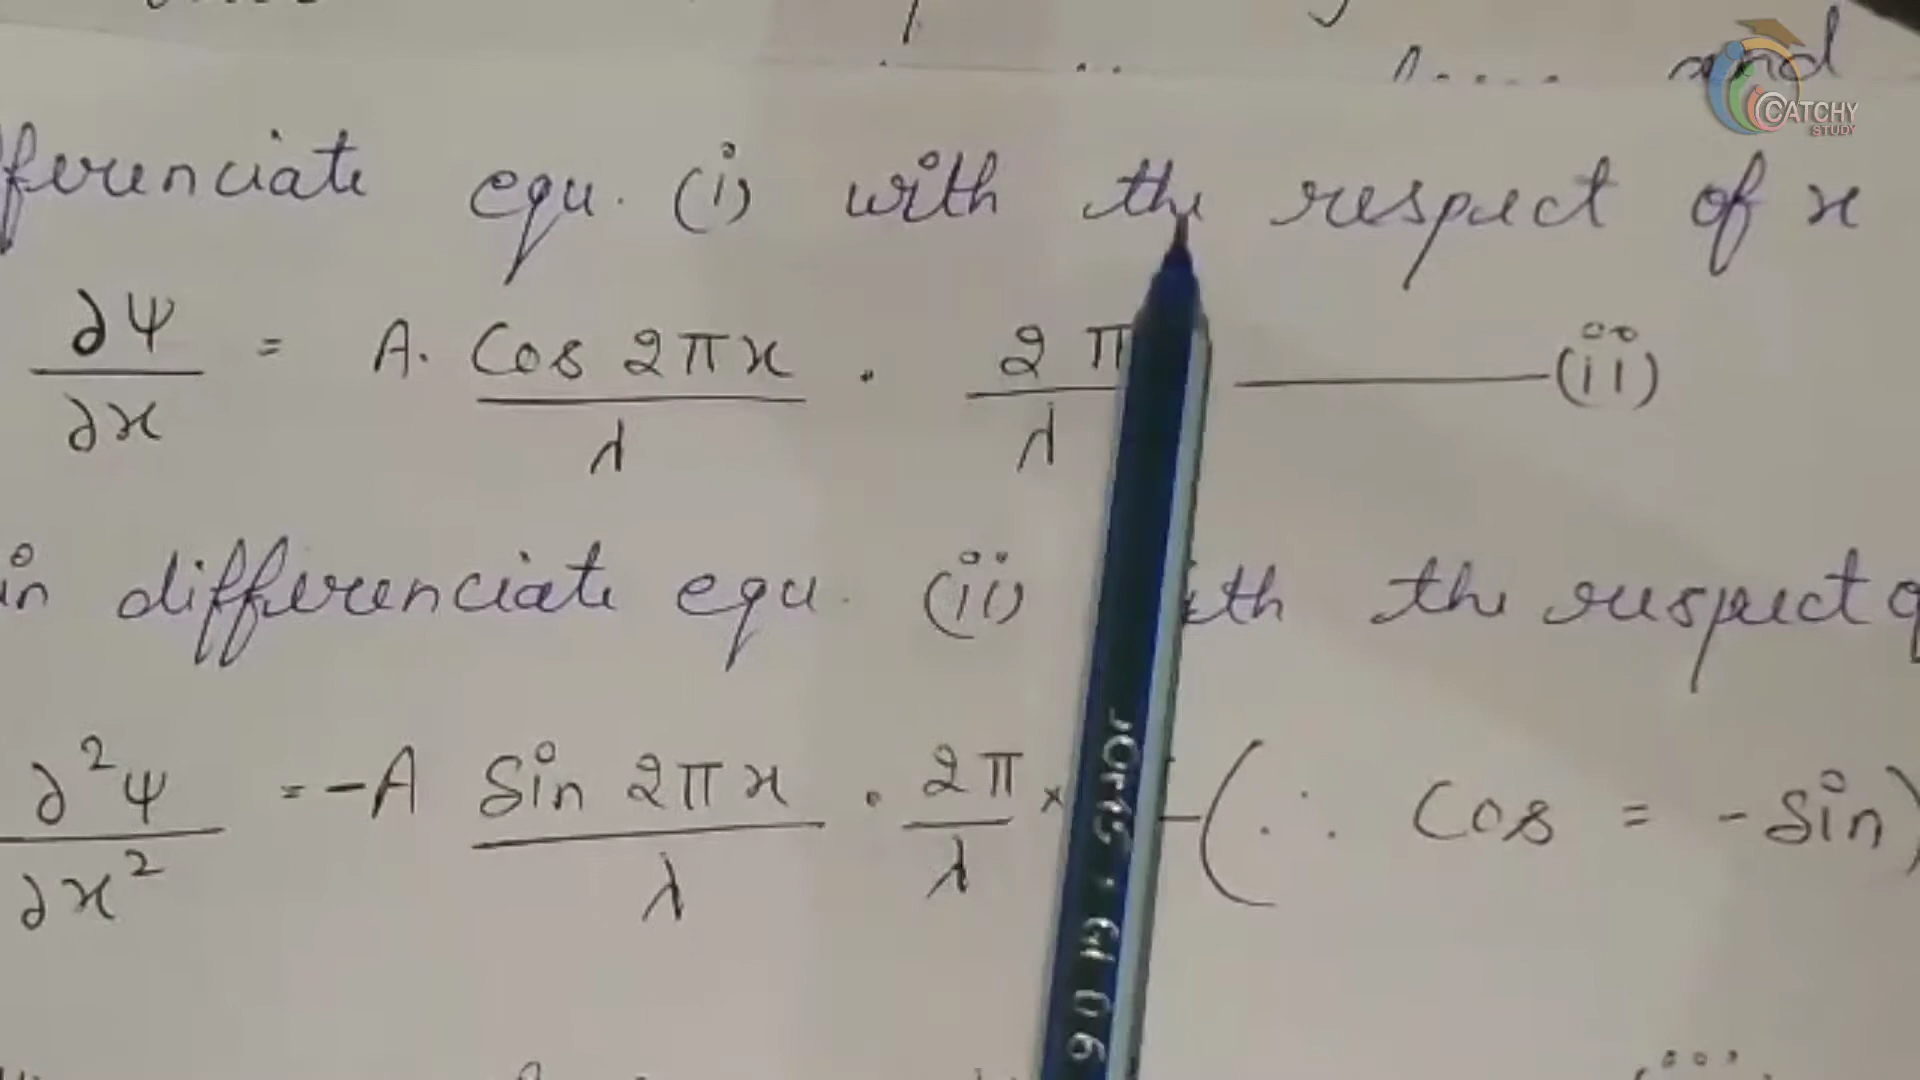 and
CATCHY
STUDY
fferenciate equ. (i) with the respect of x
∂Ψ/∂x = A. Cos 2πx/λ . 2π/λ ———(ii)
in differenciate equ. (ii) ith the respect
∂²Ψ/∂x² = -A Sin 2πx/λ . 2π/λ × (∵ Cos = -Sin)